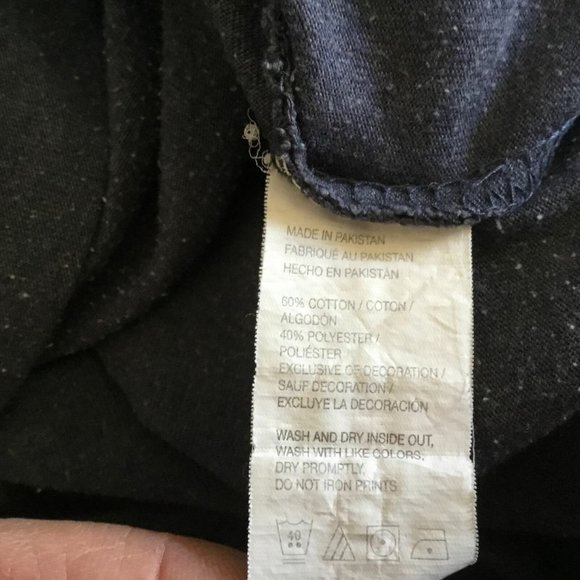 MADE IN PAKISTAN
FABRIQUÉ AU PAKISTAN
HECHO EN PAKISTÁN
60% COTTON / COTON /
ALGODÓN
40% POLYESTER /
POLIÉSTER
EXCLUSIVE OF DECORATION /
SAUF DECORATION /
EXCLUYE LA DECORACIÓN
WASH AND DRY INSIDE OUT,
WASH WITH LIKE COLORS,
DRY PROMPTLY,
DO NOT IRON PRINTS
40